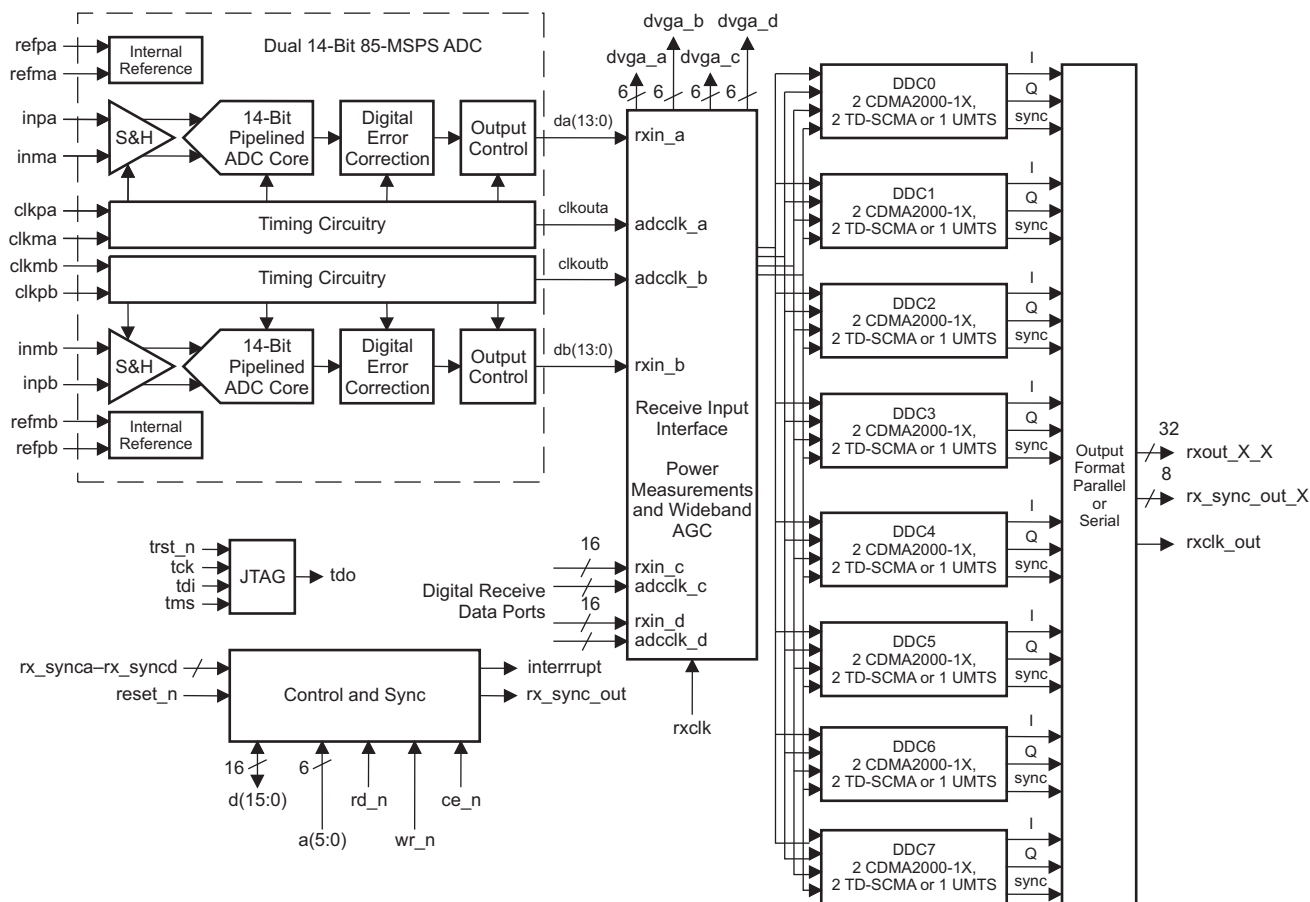 dvga_b
dvga_d
dvga_a
dvga_c
6
6
6
6
Dual 14-Bit 85-MSPS ADC
refpa
refma
Internal
Reference
inpa
inma
S&H
14-Bit
Pipelined
ADC Core
Digital
Error
Correction
Output
Control
da(13:0)
rxin_a
clkpa
clkma
Timing Circuitry
clkouta
adcclk_a
clkmb
clkpb
Timing Circuitry
clkoutb
adcclk_b
inmb
inpb
S&H
14-Bit
Pipelined
ADC Core
Digital
Error
Correction
Output
Control
db(13:0)
rxin_b
refmb
refpb
Internal
Reference
Receive Input
Interface
Power
Measurements
and Wideband
AGC
Digital Receive
Data Ports
16
16
rxin_c
adcclk_c
rxin_d
adcclk_d
rxclk
trst_n
tck
tdi
tms
JTAG
tdo
rx_synca–rx_syncd
reset_n
Control and Sync
interrrupt
rx_sync_out
16
6
d(15:0)
a(5:0)
rd_n
wr_n
ce_n
DDC0
2 CDMA2000-1X,
2 TD-SCMA or 1 UMTS
I
Q
sync
DDC1
2 CDMA2000-1X,
2 TD-SCMA or 1 UMTS
I
Q
sync
DDC2
2 CDMA2000-1X,
2 TD-SCMA or 1 UMTS
I
Q
sync
DDC3
2 CDMA2000-1X,
2 TD-SCMA or 1 UMTS
I
Q
sync
DDC4
2 CDMA2000-1X,
2 TD-SCMA or 1 UMTS
I
Q
sync
DDC5
2 CDMA2000-1X,
2 TD-SCMA or 1 UMTS
I
Q
sync
DDC6
2 CDMA2000-1X,
2 TD-SCMA or 1 UMTS
I
Q
sync
DDC7
2 CDMA2000-1X,
2 TD-SCMA or 1 UMTS
I
Q
sync
Output
Format
Parallel
or
Serial
32
rxout_X_X
8
rx_sync_out_X
rxclk_out